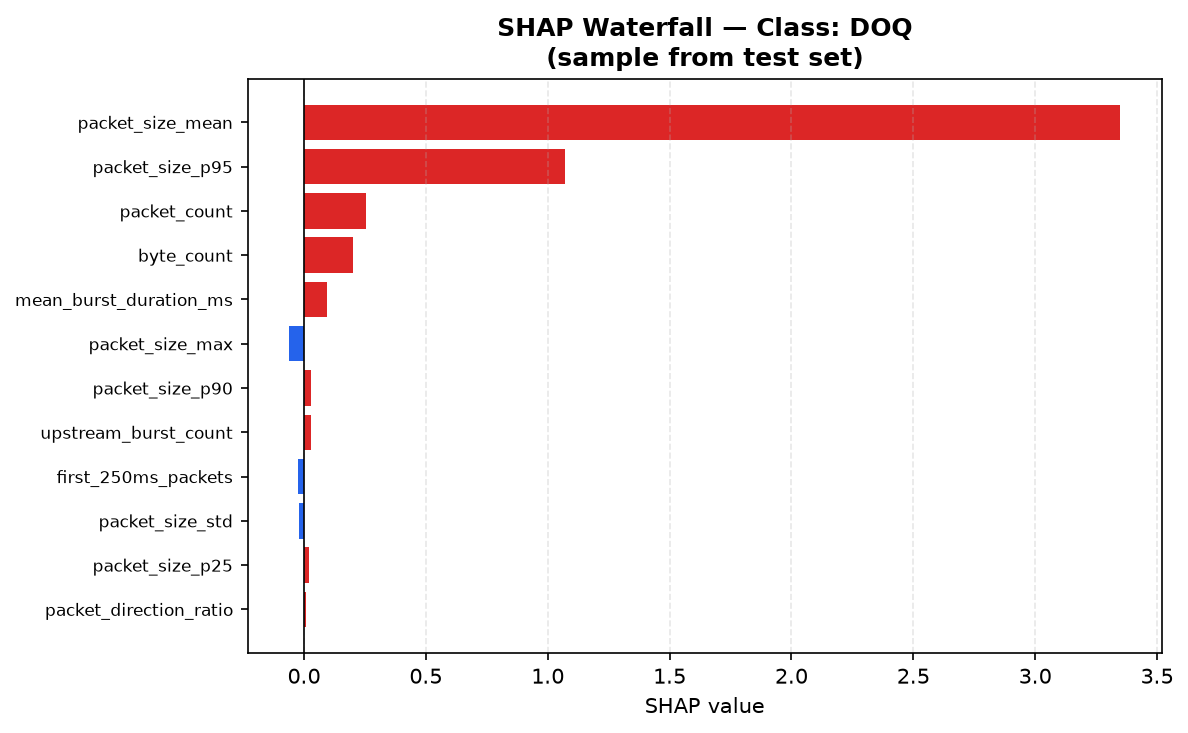 SHAP Waterfall — Class: DOQ
(sample from test set)
packet_size_mean
packet_size_p95
packet_count
byte_count
mean_burst_duration_ms
packet_size_max
packet_size_p90
upstream_burst_count
first_250ms_packets
packet_size_std
packet_size_p25
packet_direction_ratio
0.0 0.5 1.0 1.5 2.0 2.5 3.0 3.5
SHAP value